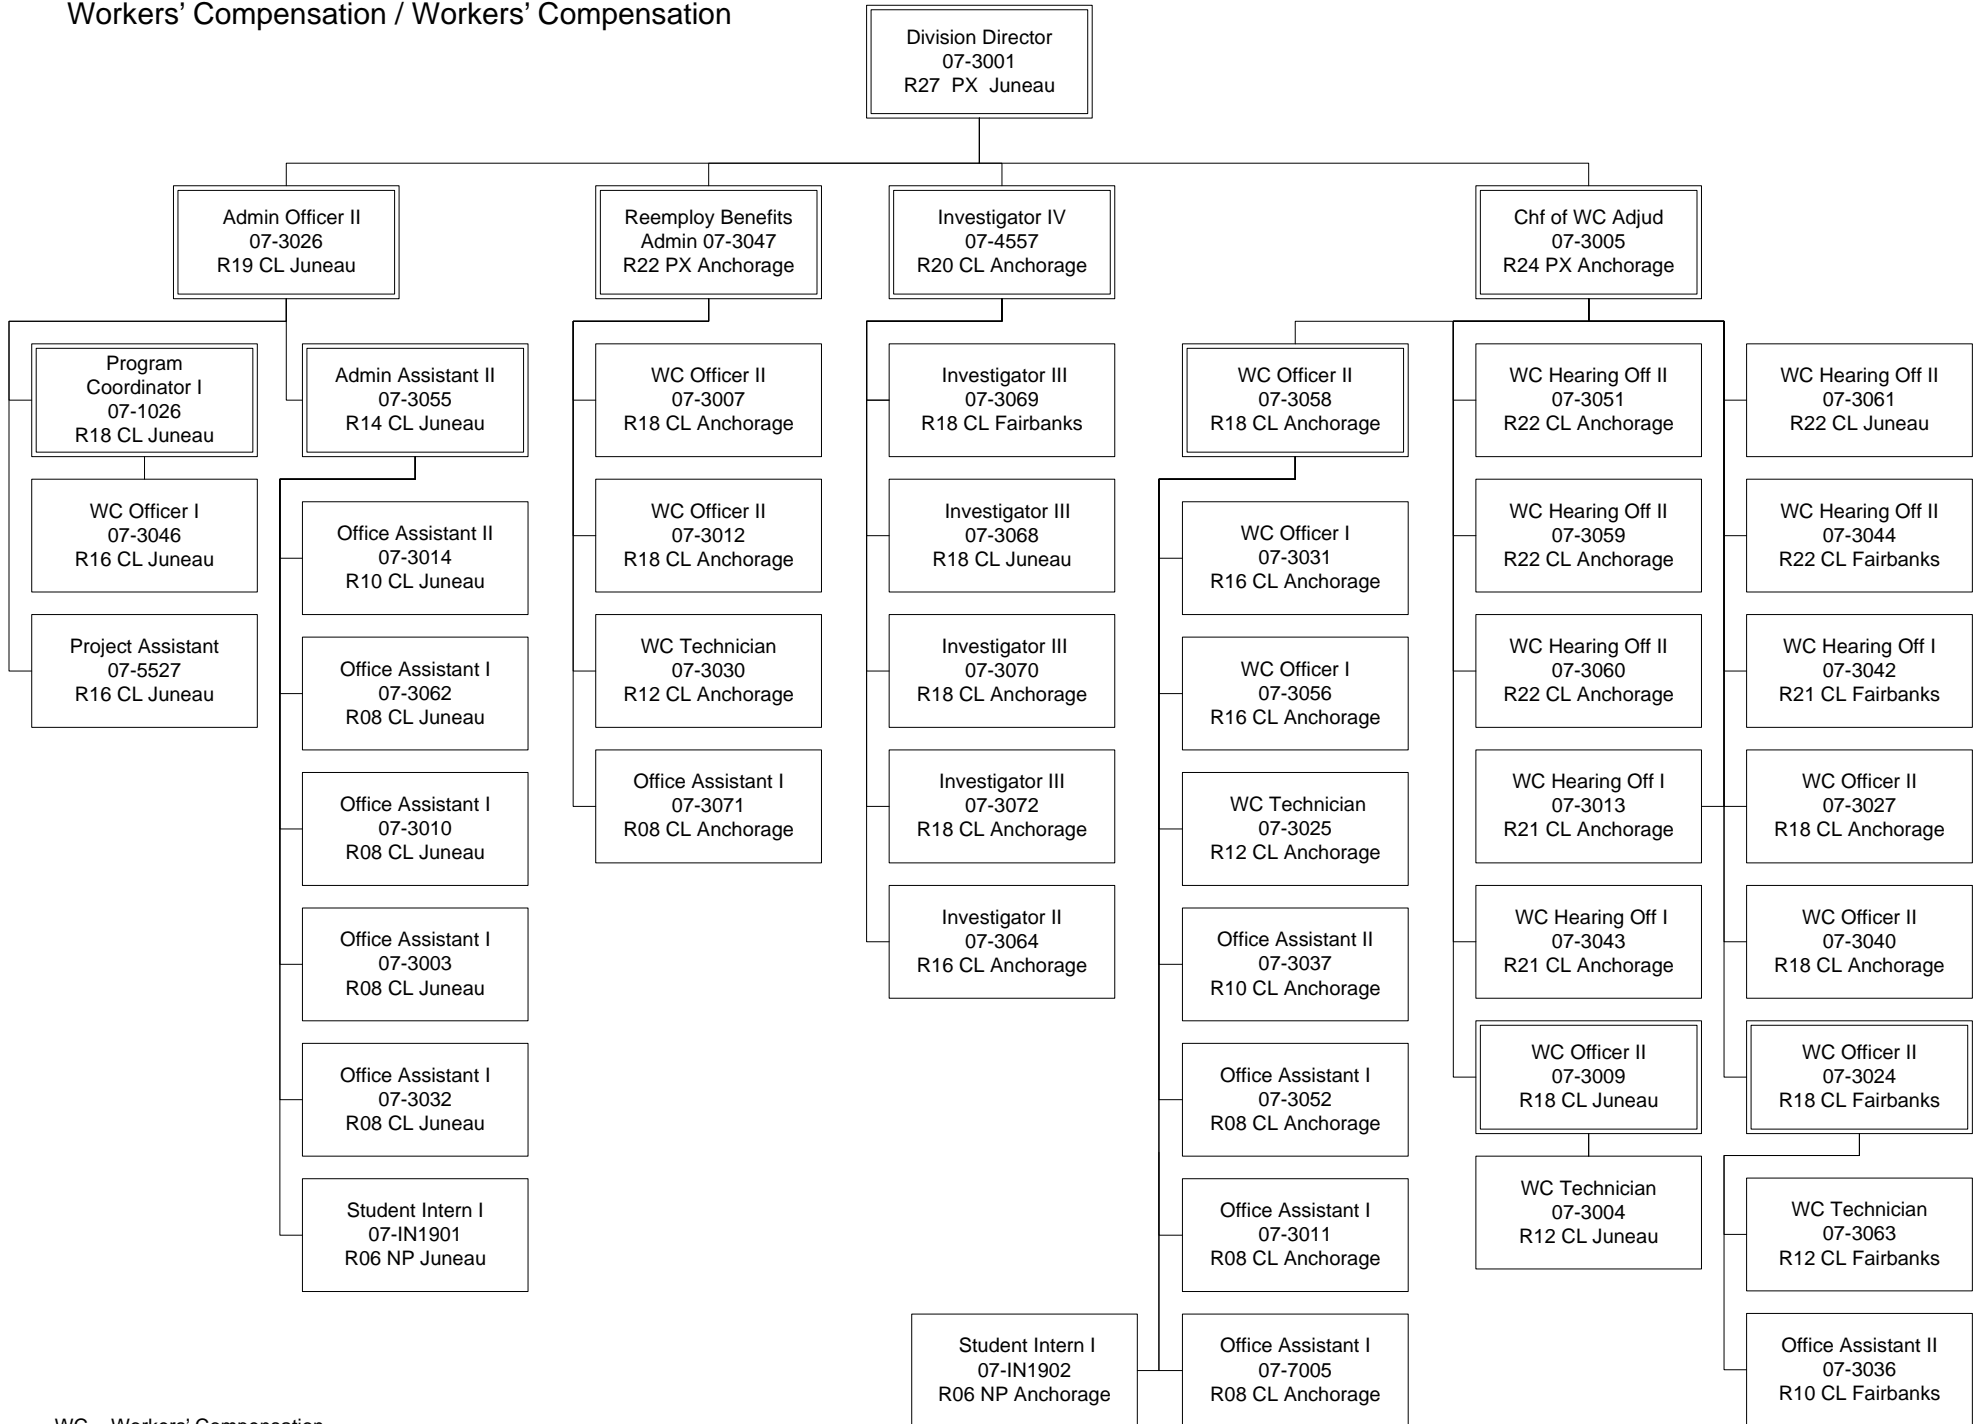 Workers' Compensation / Workers' Compensation
Division Director
07-3001
R27 PX Juneau
Admin Officer II
07-3026
R19 CL Juneau
Reemploy Benefits
Admin 07-3047
R22 PX Anchorage
Investigator IV
07-4557
R20 CL Anchorage
Chf of WC Adjud
07-3005
R24 PX Anchorage
Program
Coordinator I
07-1026
R18 CL Juneau
WC Officer I
07-3046
R16 CL Juneau
Project Assistant
07-5527
R16 CL Juneau
Admin Assistant II
07-3055
R14 CL Juneau
Office Assistant II
07-3014
R10 CL Juneau
Office Assistant I
07-3062
R08 CL Juneau
Office Assistant I
07-3010
R08 CL Juneau
Office Assistant I
07-3003
R08 CL Juneau
Office Assistant I
07-3032
R08 CL Juneau
Student Intern I
07-IN1901
R06 NP Juneau
WC Officer II
07-3007
R18 CL Anchorage
WC Officer II
07-3012
R18 CL Anchorage
WC Technician
07-3030
R12 CL Anchorage
Office Assistant I
07-3071
R08 CL Anchorage
Investigator III
07-3069
R18 CL Fairbanks
Investigator III
07-3068
R18 CL Juneau
Investigator III
07-3070
R18 CL Anchorage
Investigator III
07-3072
R18 CL Anchorage
Investigator II
07-3064
R16 CL Anchorage
WC Officer II
07-3058
R18 CL Anchorage
WC Officer I
07-3031
R16 CL Anchorage
WC Officer I
07-3056
R16 CL Anchorage
WC Technician
07-3025
R12 CL Anchorage
Office Assistant II
07-3037
R10 CL Anchorage
Office Assistant I
07-3052
R08 CL Anchorage
Office Assistant I
07-3011
R08 CL Anchorage
Student Intern I
07-IN1902
R06 NP Anchorage
Office Assistant I
07-7005
R08 CL Anchorage
WC Hearing Off II
07-3051
R22 CL Anchorage
WC Hearing Off II
07-3059
R22 CL Anchorage
WC Hearing Off II
07-3060
R22 CL Anchorage
WC Hearing Off I
07-3013
R21 CL Anchorage
WC Hearing Off I
07-3043
R21 CL Anchorage
WC Officer II
07-3009
R18 CL Juneau
WC Technician
07-3004
R12 CL Juneau
WC Hearing Off II
07-3061
R22 CL Juneau
WC Hearing Off II
07-3044
R22 CL Fairbanks
WC Hearing Off I
07-3042
R21 CL Fairbanks
WC Officer II
07-3027
R18 CL Anchorage
WC Officer II
07-3040
R18 CL Anchorage
WC Officer II
07-3024
R18 CL Fairbanks
WC Technician
07-3063
R12 CL Fairbanks
Office Assistant II
07-3036
R10 CL Fairbanks
Workers' Compensation